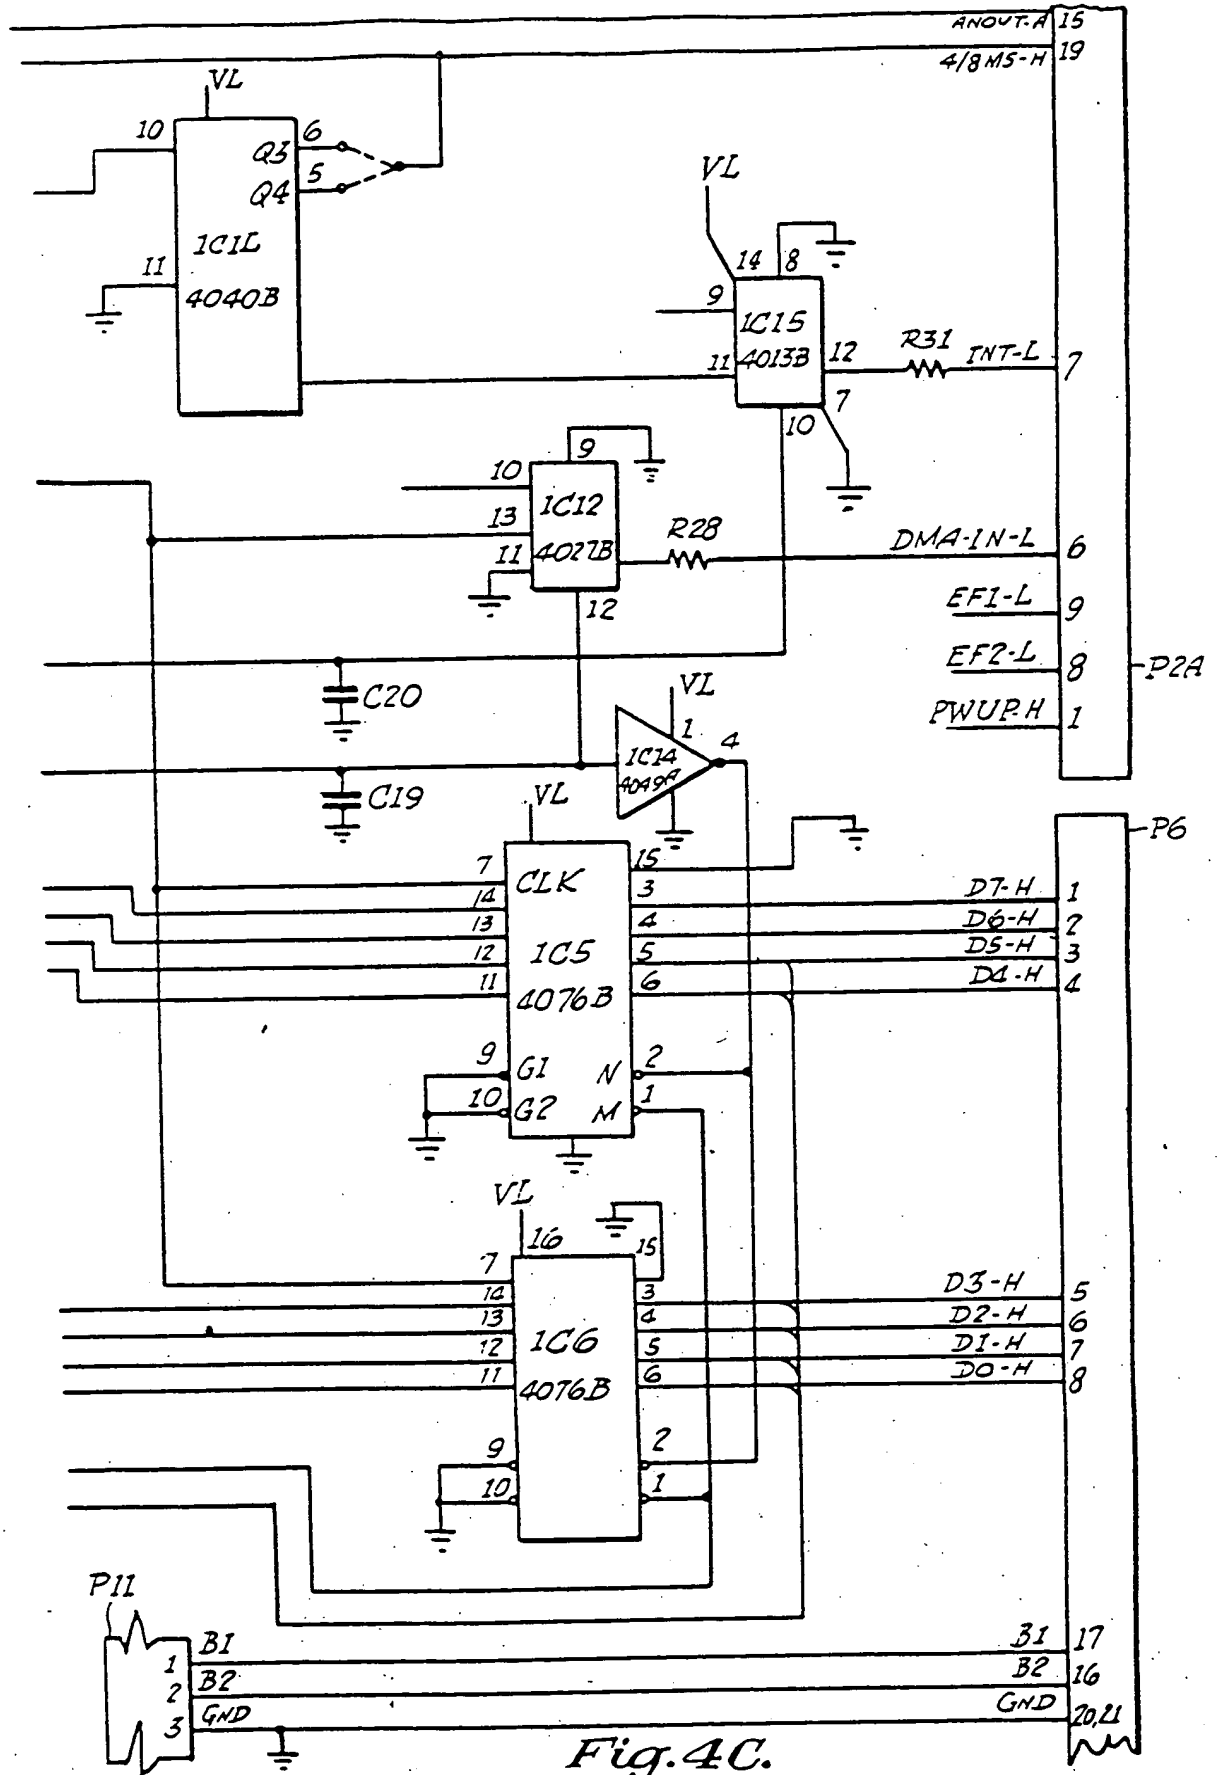 ANOUT-A 15
4/8MS-H 19
VL
10
Q3 6
Q4 5
1C1L
11
4040B
VL
14 8
9
1C15
11 4013B 12
R31 INT-L 7
7
10
9
10
1C12
13
11 4027B
R28 DMA-IN-L 6
12
EF1-L 9
EF2-L 8
P2A
PWUP-H 1
C20
VL
1 4
1C14
4049A
C19
VL
P6
15
7 CLK
3 D7-H 1
14
4 D6-H 2
13
1C5
5 D5-H 3
12
6 D4-H 4
11 4076B
9 G1 N 2
10 G2 M 1
VL
16
15
7
3 D3-H 5
14
4 D2-H 6
13
1C6
5 D1-H 7
12
6 D0-H 8
11 4076B
9 2
10 1
P11
1 B1 B1 17
2 B2 B2 16
3 GND GND 20,21
Fig. 4C.